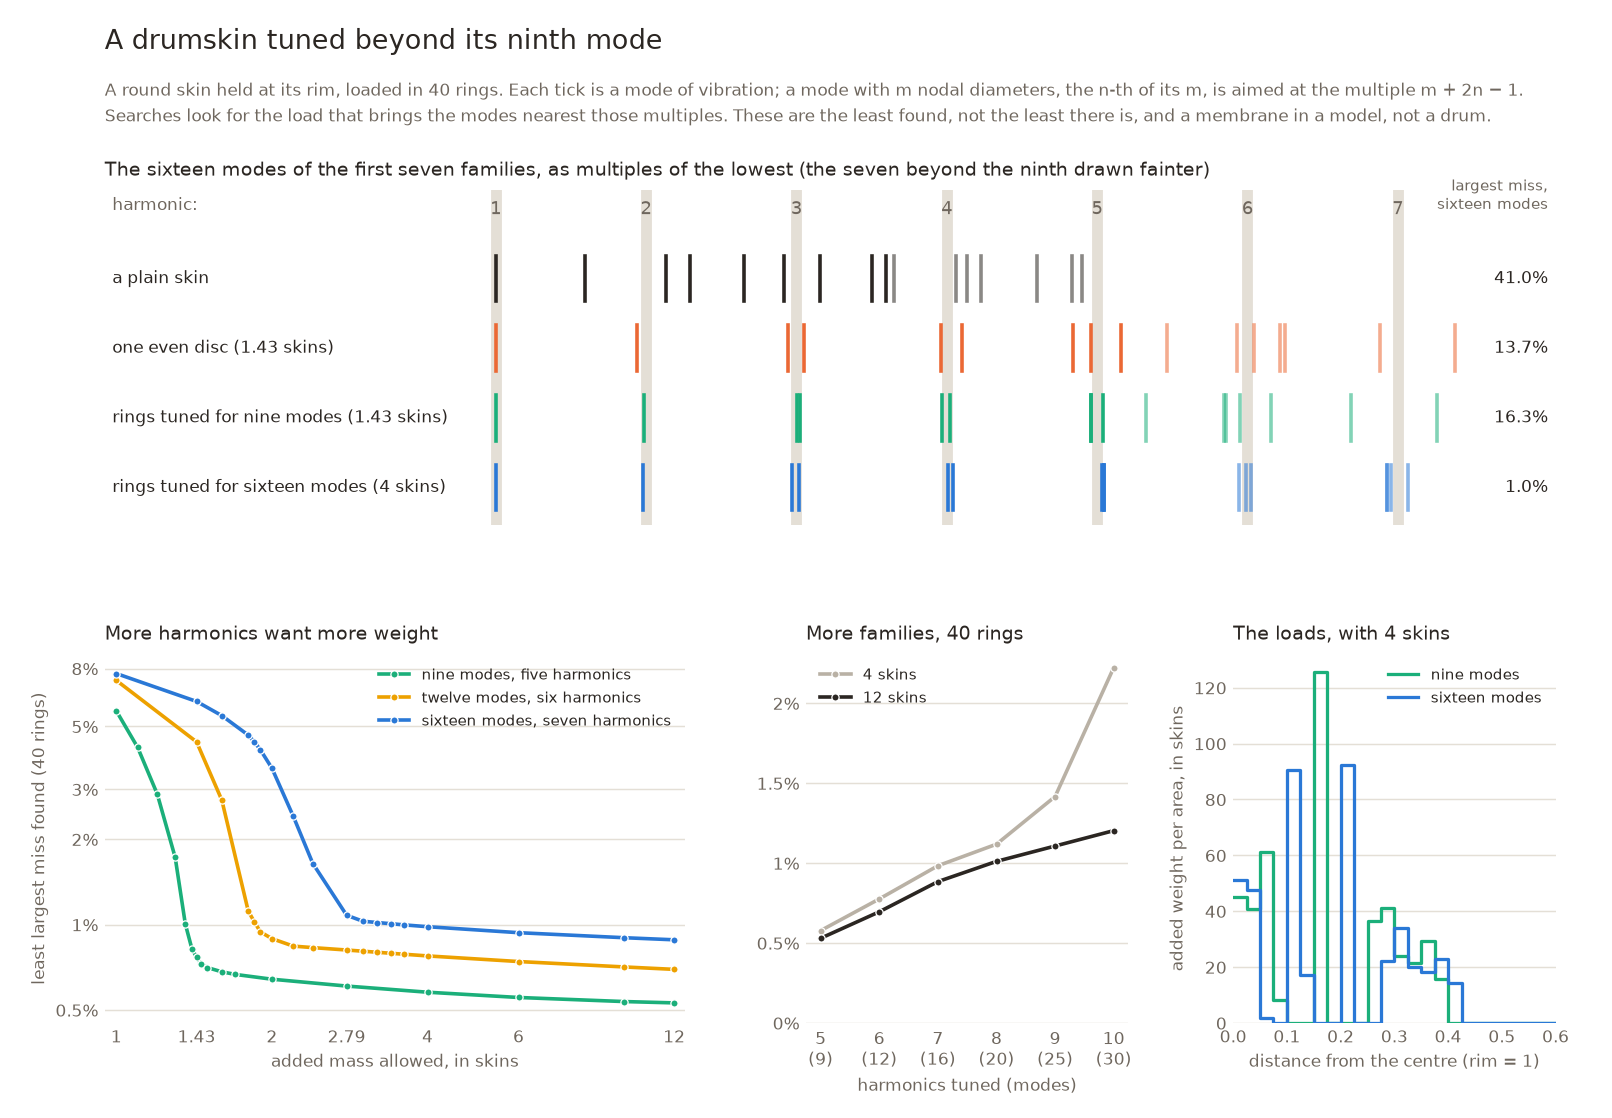 A drumskin tuned beyond its ninth mode
A round skin held at its rim, loaded in 40 rings. Each tick is a mode of vibration; a mode with m nodal diameters, the n-th of its m, is aimed at the multiple m + 2n − 1.
Searches look for the load that brings the modes nearest those multiples. These are the least found, not the least there is, and a membrane in a model, not a drum.
The sixteen modes of the first seven families, as multiples of the lowest (the seven beyond the ninth drawn fainter)
largest miss,
sixteen modes
harmonic: 1 2 3 4 5 6 7
a plain skin 41.0%
one even disc (1.43 skins) 13.7%
rings tuned for nine modes (1.43 skins) 16.3%
rings tuned for sixteen modes (4 skins) 1.0%
More harmonics want more weight
least largest miss found (40 rings)
8%
5%
3%
2%
1%
0.5%
nine modes, five harmonics
twelve modes, six harmonics
sixteen modes, seven harmonics
1 1.43 2 2.79 4 6 12
added mass allowed, in skins
More families, 40 rings
4 skins
12 skins
2%
1.5%
1%
0.5%
0%
5 6 7 8 9 10
(9) (12) (16) (20) (25) (30)
harmonics tuned (modes)
The loads, with 4 skins
added weight per area, in skins
nine modes
sixteen modes
120
100
80
60
40
20
0
0.0 0.1 0.2 0.3 0.4 0.5 0.6
distance from the centre (rim = 1)